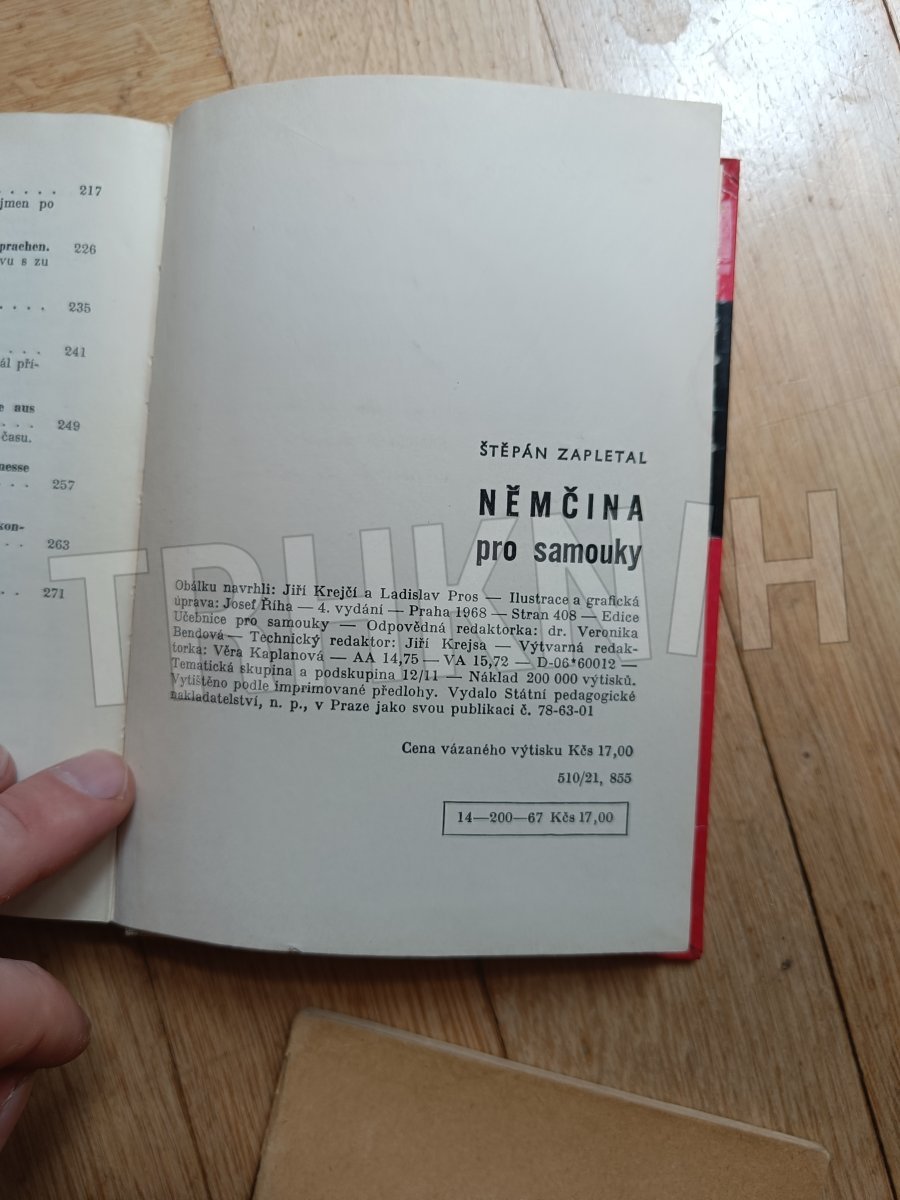 . . . . . 217
jmen po
prachen. 226
vu s zu
. . . . 235
. . . 241
ál pří-
e aus
. . . . 249
času.
nesse
. . . 257
kon-
. . 263
. . 271
ŠTĚPÁN ZAPLETAL
NĚMČINA
pro samouky
Obálku navrhli: Jiří Krejčí a Ladislav Pros — Ilustrace a grafická
úprava: Josef Říha — 4. vydání — Praha 1968 — Stran 408 — Edice
Učebnice pro samouky — Odpovědná redaktorka: dr. Veronika
Bendová — Technický redaktor: Jiří Krejsa — Výtvarná redak-
torka: Věra Kaplanová — AA 14,75 — VA 15,72 — D-06*60012 —
Tematická skupina a podskupina 12/11 — Náklad 200 000 výtisků.
Vytištěno podle imprimované předlohy. Vydalo Státní pedagogické
nakladatelství, n. p., v Praze jako svou publikaci č. 78-63-01
Cena vázaného výtisku Kčs 17,00
510/21, 855
14—200—67 Kčs 17,00
TRHKNIH